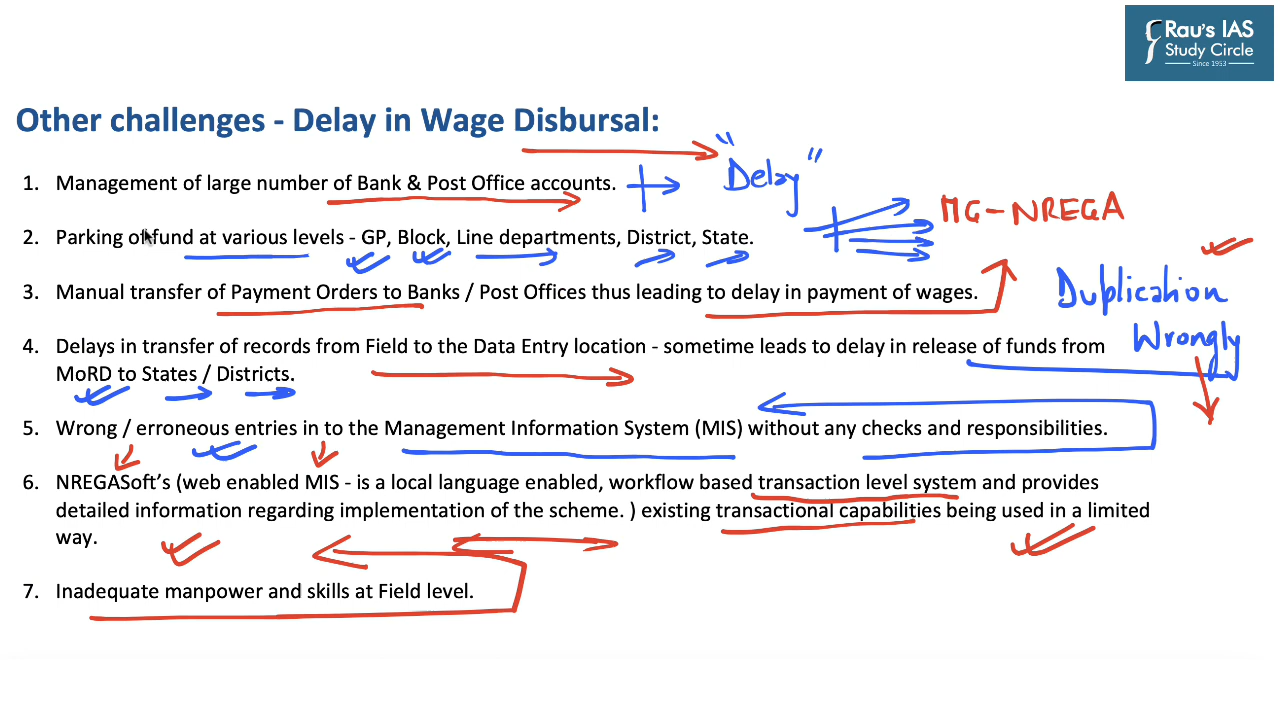 Rau's IAS
Study Circle
Since 1953
Other challenges - Delay in Wage Disbursal:
1. Management of large number of Bank & Post Office accounts.
"Delay"
MG-NREGA
2. Parking of fund at various levels - GP, Block, Line departments, District, State.
3. Manual transfer of Payment Orders to Banks / Post Offices thus leading to delay in payment of wages.
Duplication
Wrongly
4. Delays in transfer of records from Field to the Data Entry location - sometime leads to delay in release of funds from
MoRD to States / Districts.
5. Wrong / erroneous entries in to the Management Information System (MIS) without any checks and responsibilities.
6. NREGASoft's (web enabled MIS - is a local language enabled, workflow based transaction level system and provides
detailed information regarding implementation of the scheme. ) existing transactional capabilities being used in a limited
way.
7. Inadequate manpower and skills at Field level.